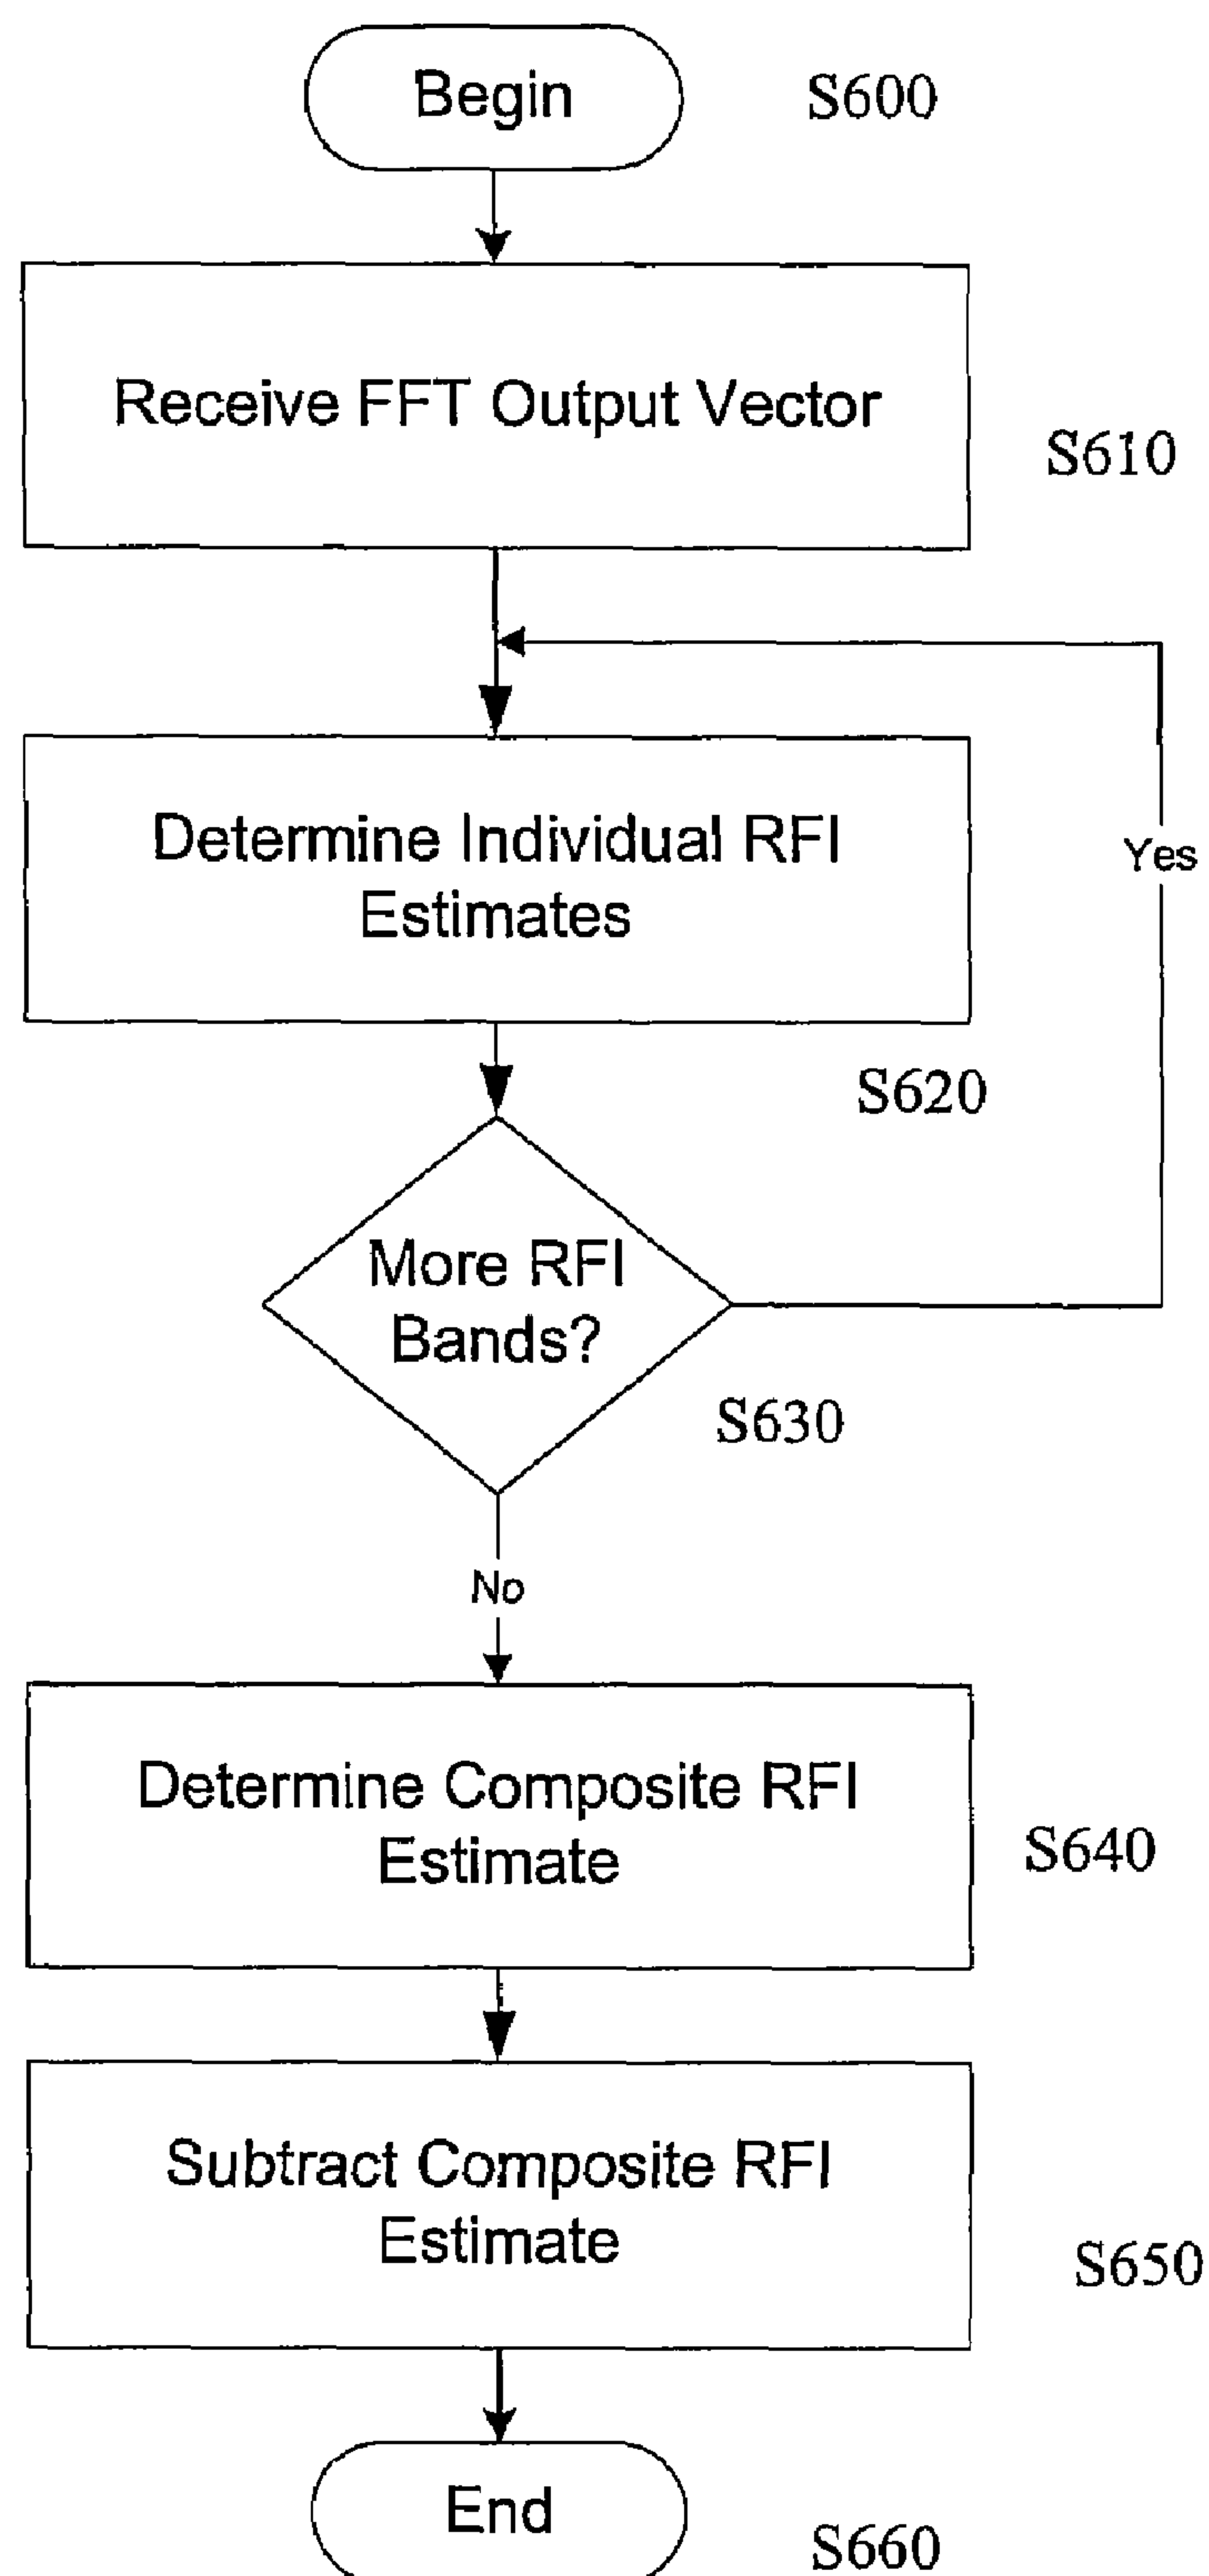 Begin
S600
Receive FFT Output Vector
S610
Determine Individual RFI
Estimates
Yes
S620
More RFI
Bands?
S630
No
Determine Composite RFI
Estimate
S640
Subtract Composite RFI
Estimate
S650
End
S660